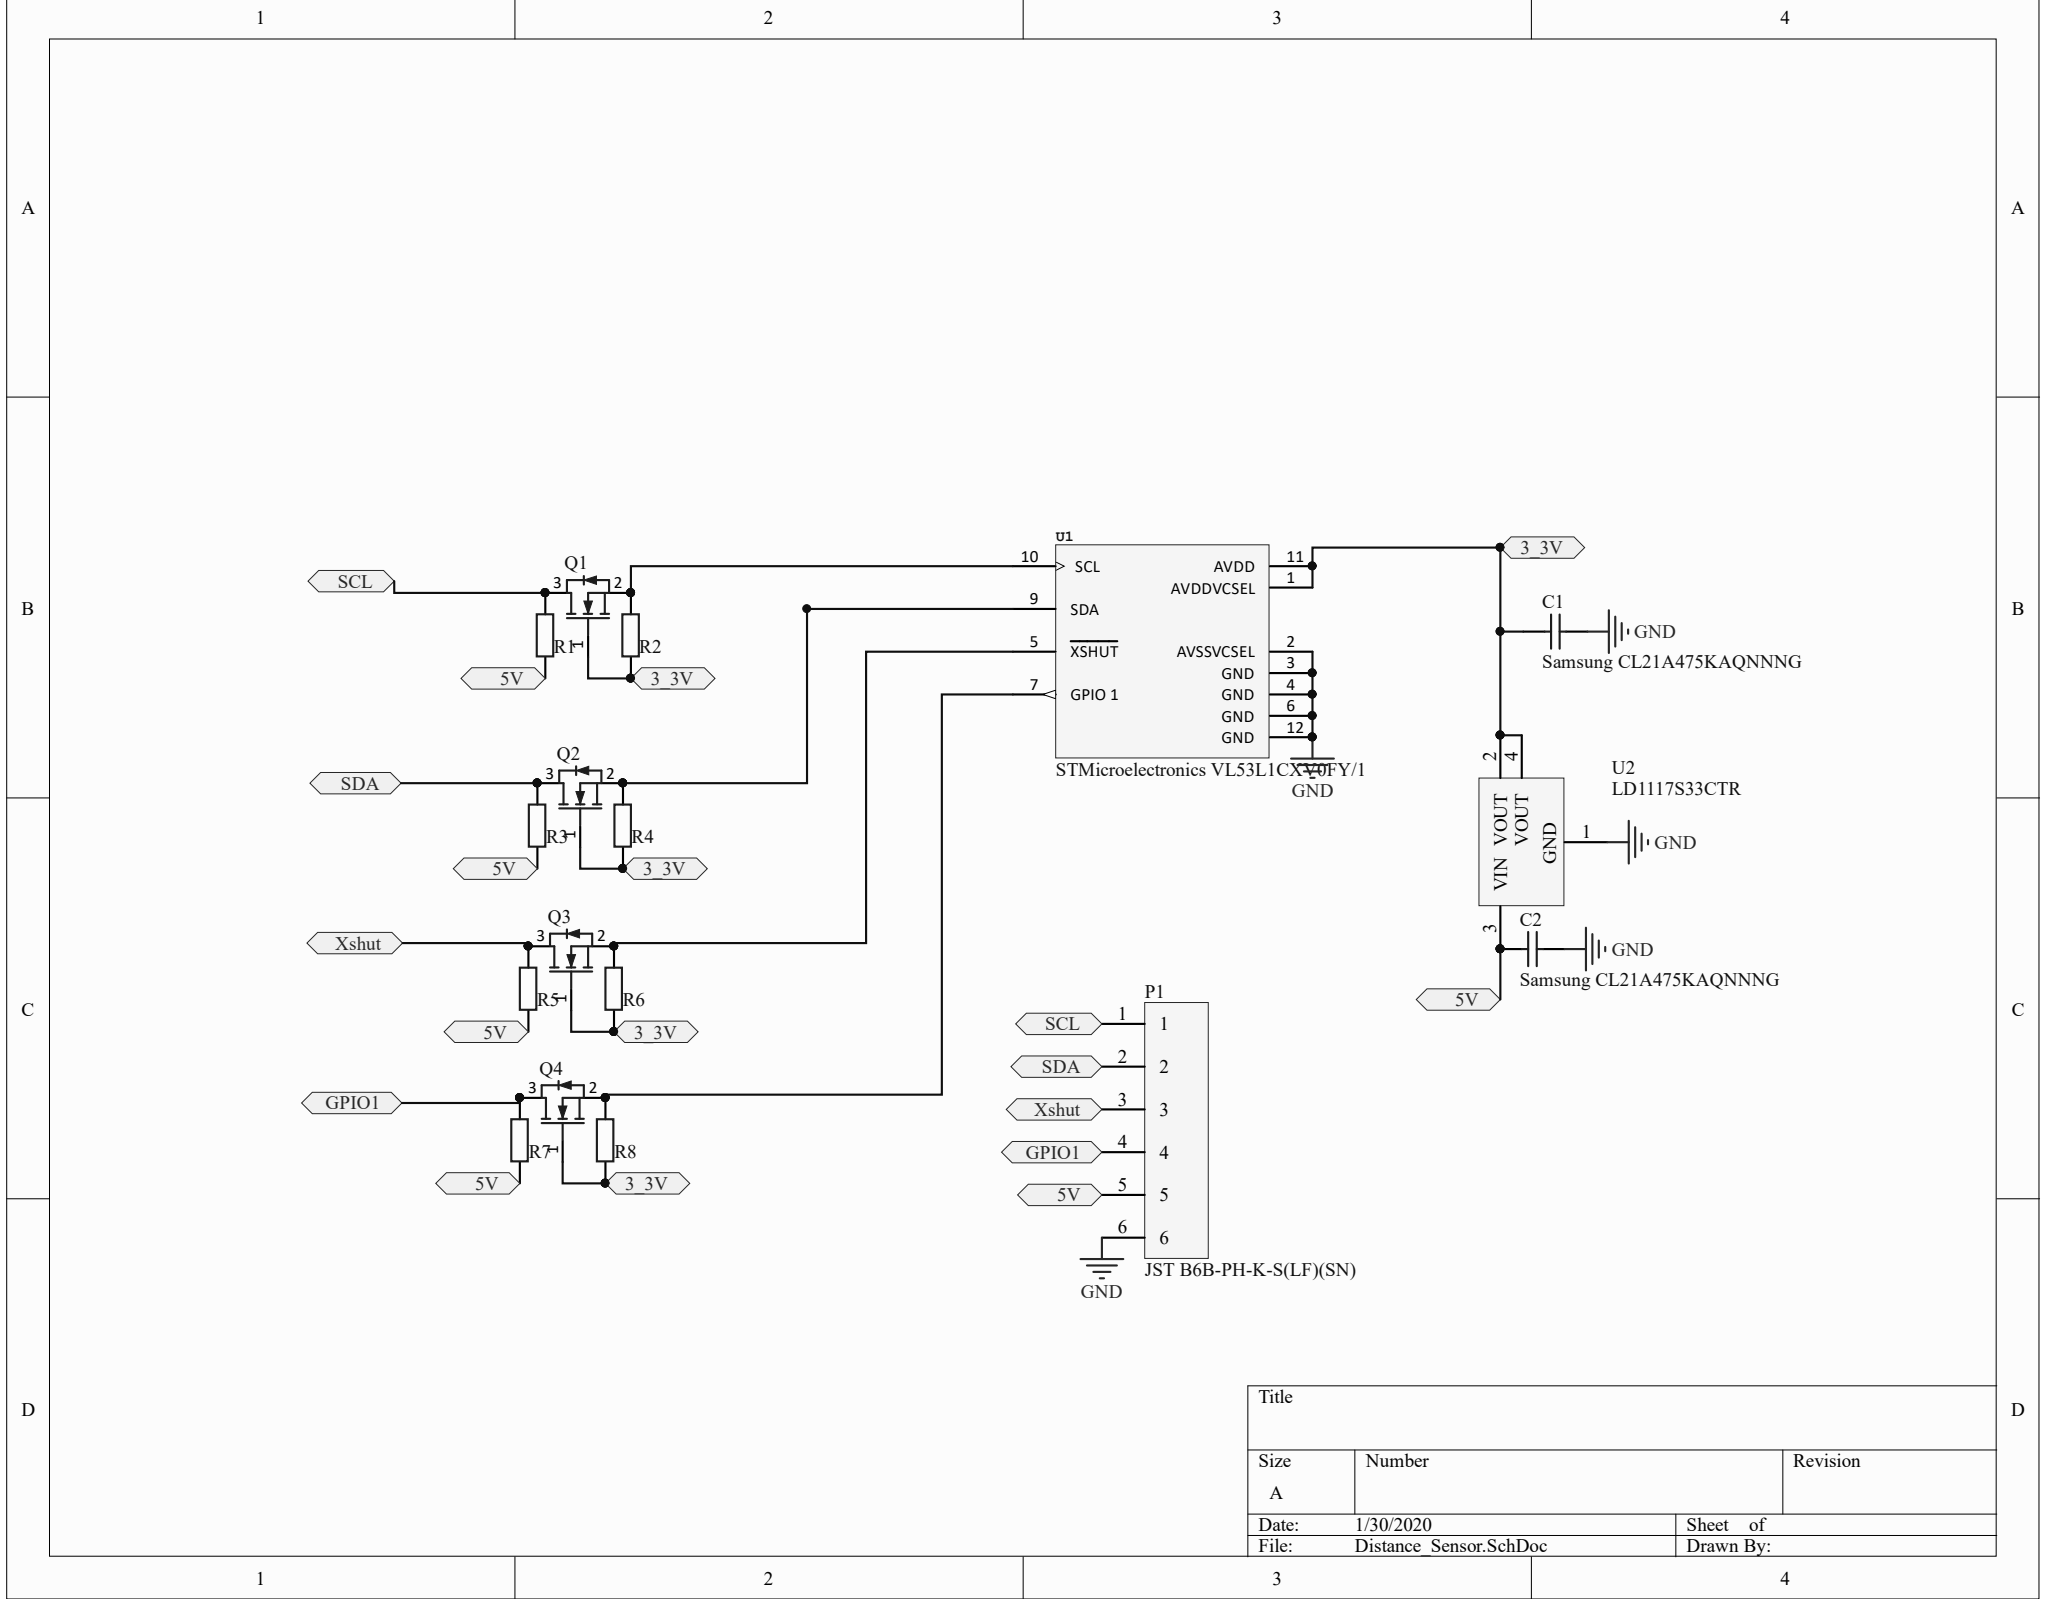 1 2 3 4
A A
B B
C C
D D
SCL
Q1
3 2
R1
1
R2
5V
3_3V
SDA
Q2
3 2
R3
1
R4
5V
3_3V
Xshut
Q3
3 2
R5
1
R6
5V
3_3V
GPIO1
Q4
3 2
R7
1
R8
5V
3_3V
U1
10 SCL
9 SDA
5 XSHUT
7 GPIO 1
AVDD 11
AVDDVCSEL 1
AVSSVCSEL 2
GND 3
GND 4
GND 6
GND 12
STMicroelectronics VL53L1CXV0FY/1
GND
3_3V
C1
GND
Samsung CL21A475KAQNNNG
2 4
U2
LD1117S33CTR
VIN VOUT
VOUT
GND
1
GND
3
C2
GND
Samsung CL21A475KAQNNNG
5V
P1
SCL 1 1
SDA 2 2
Xshut 3 3
GPIO1 4 4
5V 5 5
6 6
GND
JST B6B-PH-K-S(LF)(SN)
Title
Size Number Revision
A
Date: 1/30/2020 Sheet of
File: Distance_Sensor.SchDoc Drawn By:
1 2 3 4